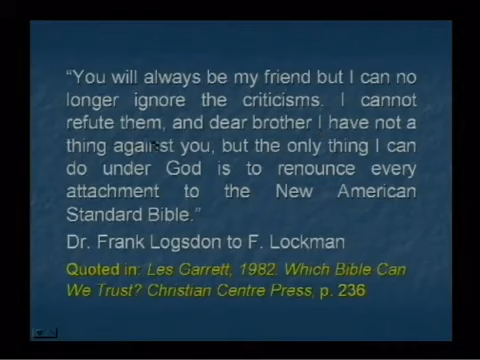 “You will always be my friend but I can no
longer ignore the criticisms. I cannot
refute them, and dear brother I have not a
thing against you, but the only thing I can
do under God is to renounce every
attachment to the New American
Standard Bible.”
Dr. Frank Logsdon to F. Lockman
Quoted in: Les Garrett, 1982. Which Bible Can
We Trust? Christian Centre Press, p. 236